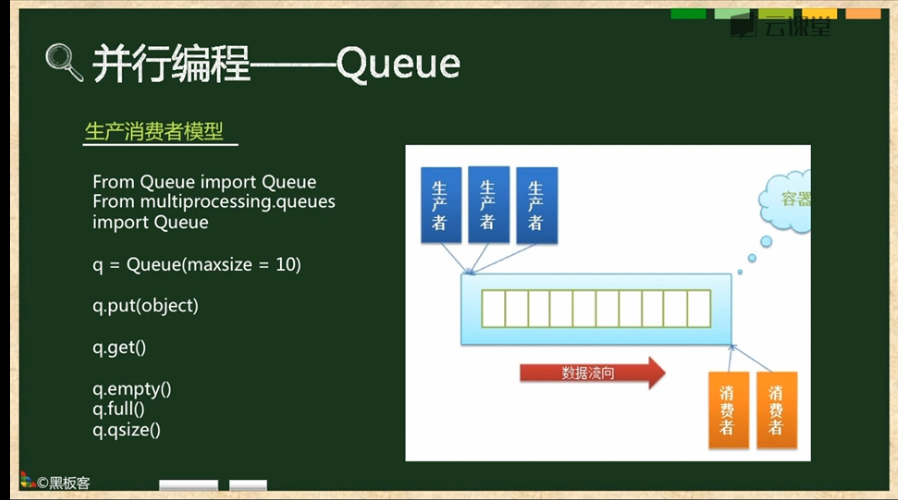 云课堂
并行编程——Queue
生产消费者模型
From Queue import Queue
From multiprocessing.queues
import Queue
q = Queue(maxsize = 10)
q.put(object)
q.get()
q.empty()
q.full()
q.qsize()
生产者
生产者
生产者
容器
数据流向
消费者
消费者
©黑板客